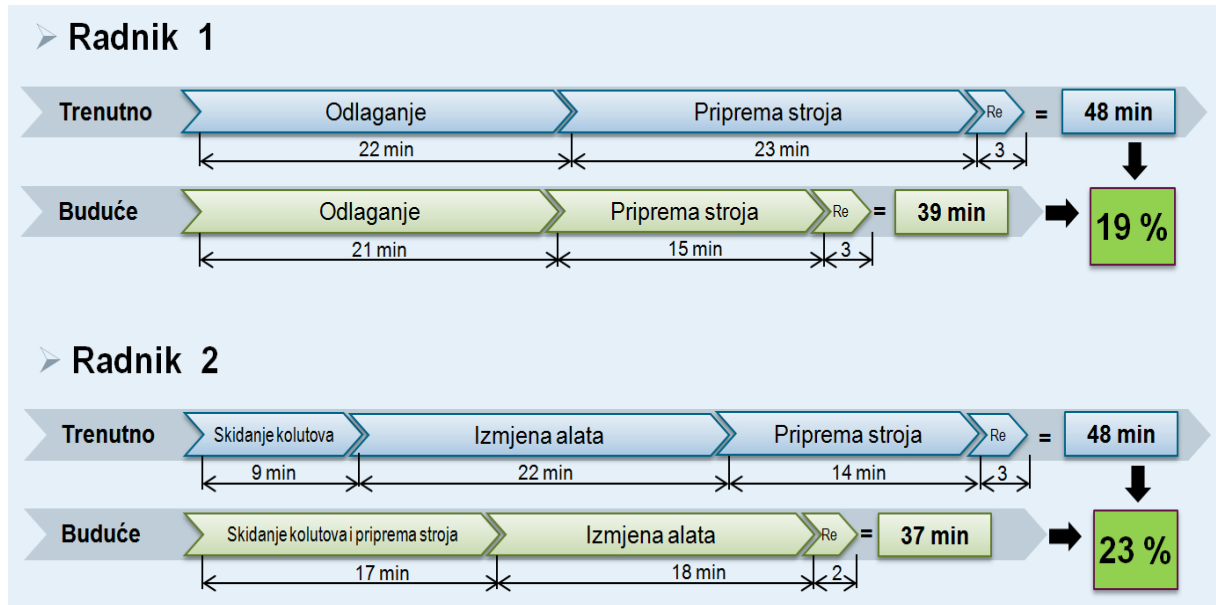 Radnik 1
Trenutno Odlaganje Priprema stroja Re = 48 min
22 min 23 min 3
Buduće Odlaganje Priprema stroja Re = 39 min 19 %
21 min 15 min 3
Radnik 2
Trenutno Skidanje kolutova Izmjena alata Priprema stroja Re = 48 min
9 min 22 min 14 min 3
Buduće Skidanje kolutova i priprema stroja Izmjena alata Re = 37 min 23 %
17 min 18 min 2